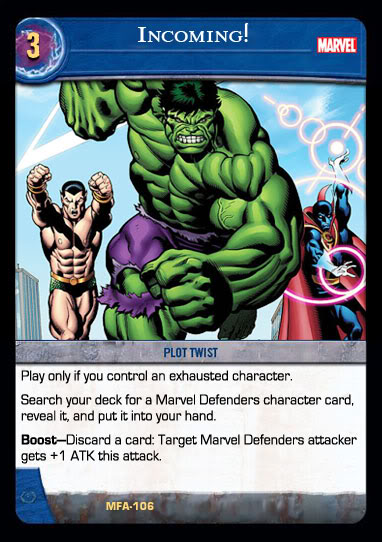 3
Incoming!
MARVEL
PLOT TWIST
Play only if you control an exhausted character.
Search your deck for a Marvel Defenders character card,
reveal it, and put it into your hand.
Boost—Discard a card: Target Marvel Defenders attacker
gets +1 ATK this attack.
MFA-106